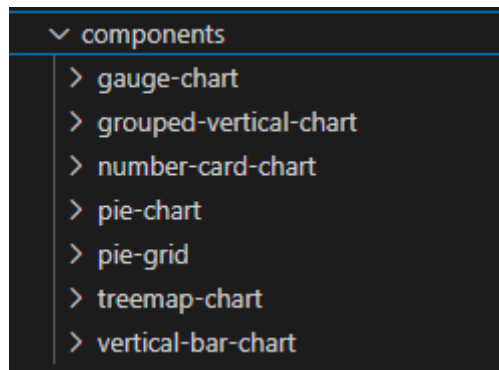 components
gauge-chart
grouped-vertical-chart
number-card-chart
pie-chart
pie-grid
treemap-chart
vertical-bar-chart